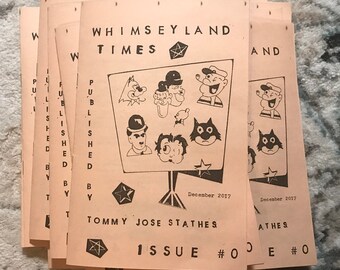 WHIMSEYLAND
TIMES
PUBLISHED BY
December 2017
TOMMY JOSE STATHES
ISSUE #0